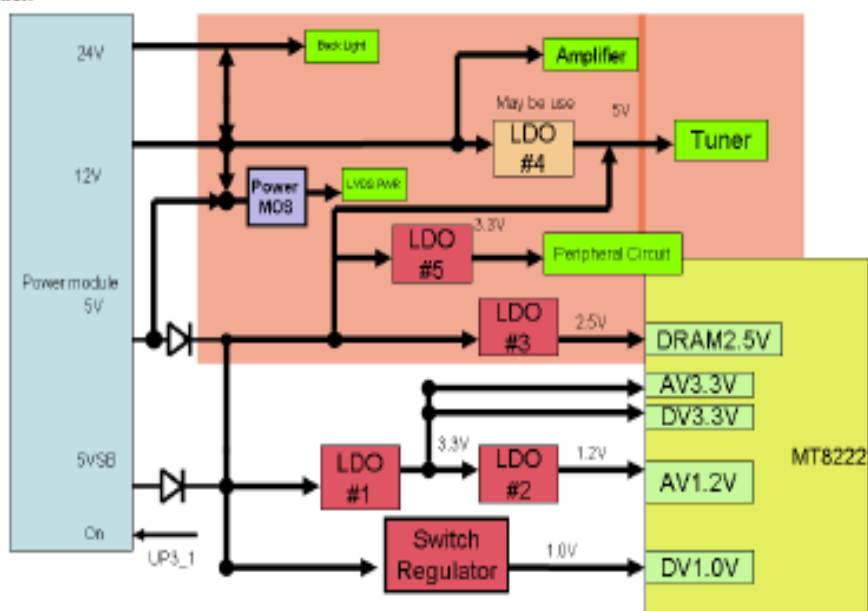 24V
Back Light
Amplifier
May be use
5V
LDO
#4
Tuner
12V
Power
MOS
LVDS PWR
3.3V
LDO
#5
Peripheral Circuit
Power module
5V
LDO
#3
2.5V
DRAM2.5V
AV3.3V
DV3.3V
5VSB
LDO
#1
3.3V
LDO
#2
1.2V
AV1.2V
MT8222
On
UP3_1
Switch
Regulator
1.0V
DV1.0V